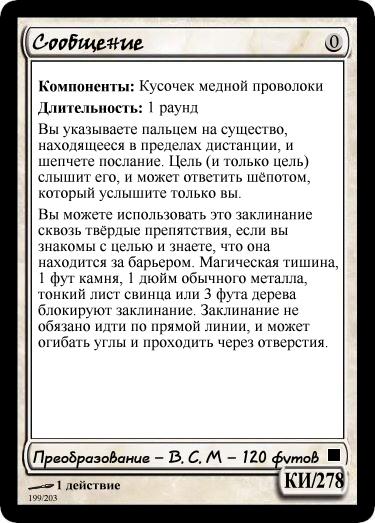 Сообщение 0
Компоненты: Кусочек медной проволоки
Длительность: 1 раунд
Вы указываете пальцем на существо,
находящееся в пределах дистанции, и
шепчете послание. Цель (и только цель)
слышит его, и может ответить шёпотом,
который услышите только вы.
Вы можете использовать это заклинание
сквозь твёрдые препятствия, если вы
знакомы с целью и знаете, что она
находится за барьером. Магическая тишина,
1 фут камня, 1 дюйм обычного металла,
тонкий лист свинца или 3 фута дерева
блокируют заклинание. Заклинание не
обязано идти по прямой линии, и может
огибать углы и проходить через отверстия.
Преобразование – В, С, М – 120 футов
КИ/278
1 действие
199/203